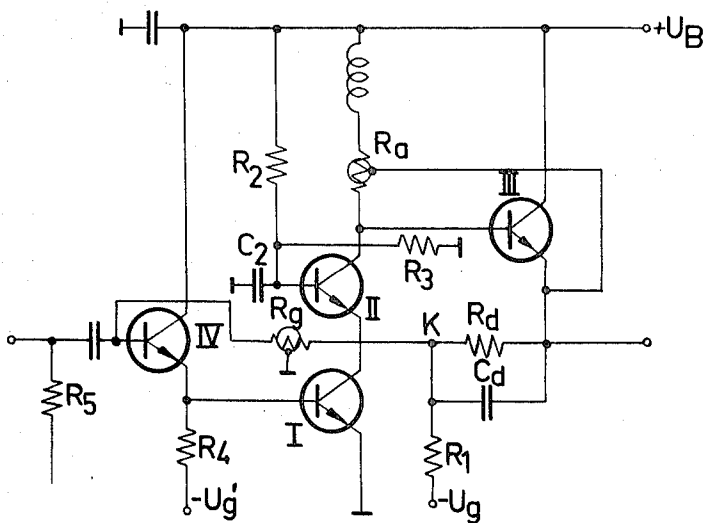 +U_B
R_a
R_2
III
C_2
R_3
R_g
II
K
R_d
IV
C_d
R_5
I
R_4
R_1
-U_g'
-U_g